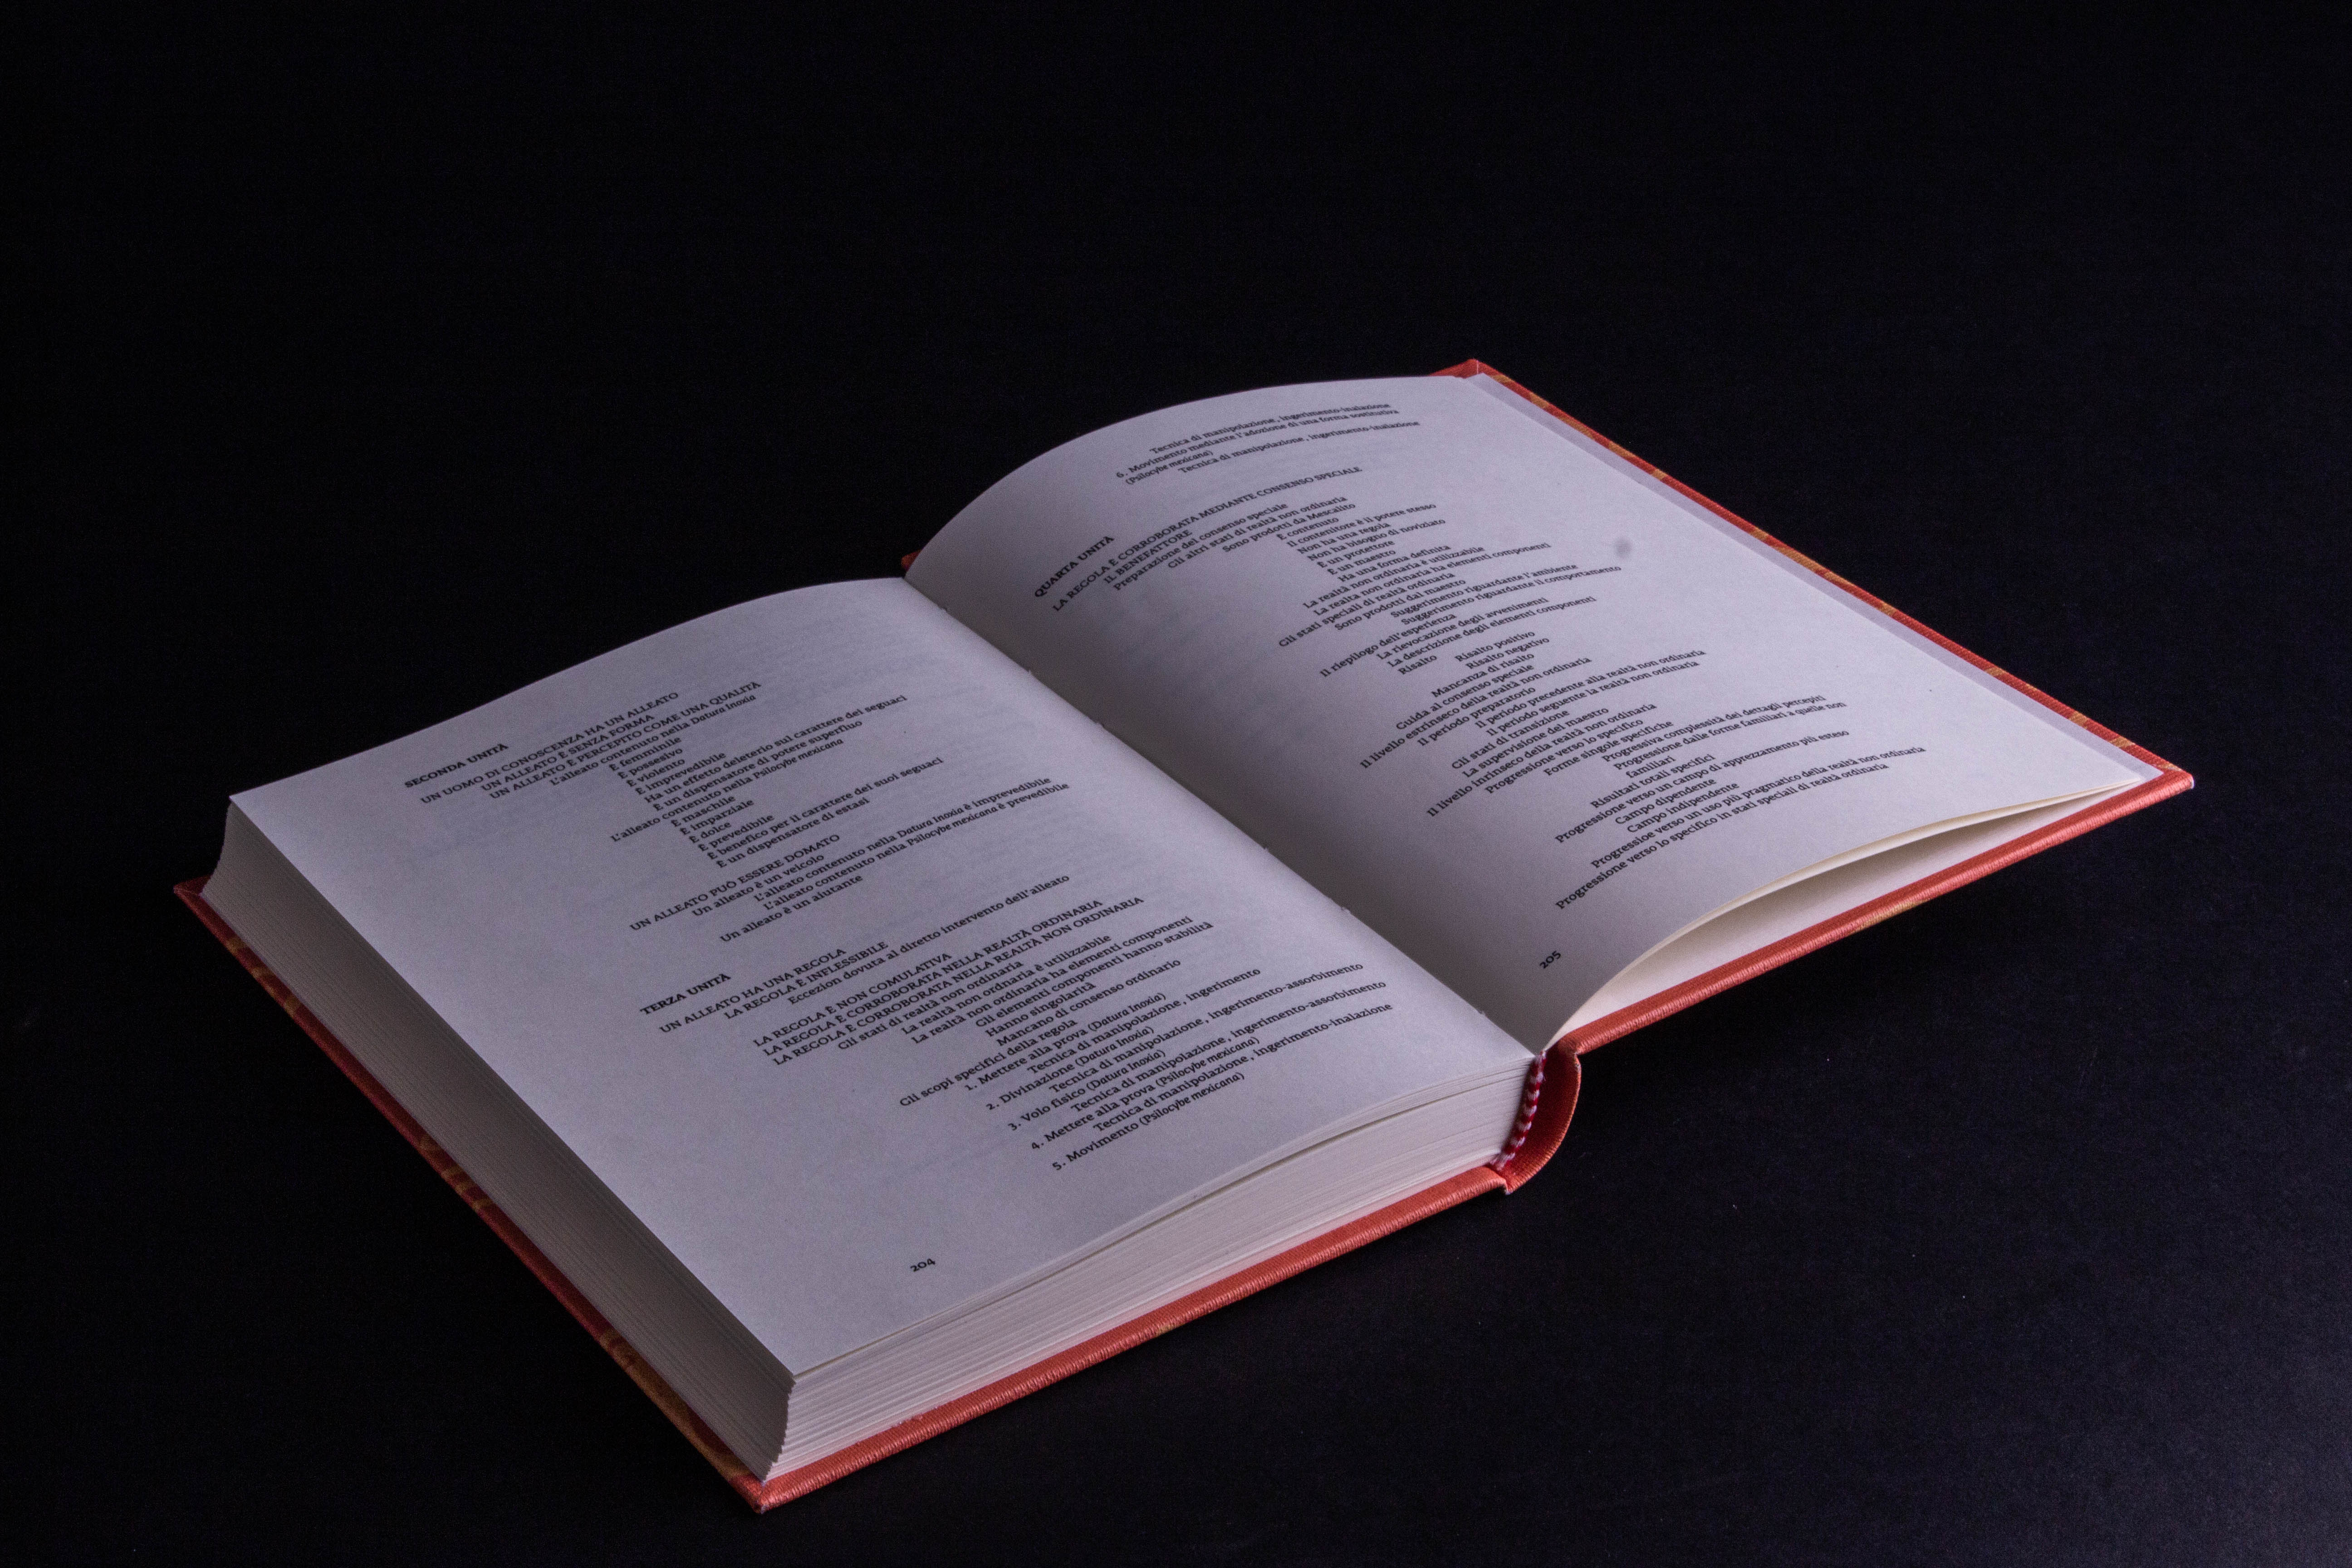 SECONDA UNITÀ
UN UOMO DI CONOSCENZA HA UN ALLEATO
UN ALLEATO È SENZA FORMA
UN ALLEATO È PERCEPITO COME UNA QUALITÀ
L'alleato contenuto nella Datura Inoxia
È femminile
È possessivo
È violento
È imprevedibile
Ha un effetto deleterio sul carattere dei seguaci
È un dispensatore di potere superfluo
L'alleato contenuto nella Psilocybe mexicana
È maschile
È imparziale
È dolce
È prevedibile
È benefico per il carattere dei suoi seguaci
È un dispensatore di estasi
UN ALLEATO PUÒ ESSERE DOMATO
Un alleato è un veicolo
L'alleato contenuto nella Datura Inoxia è imprevedibile
L'alleato contenuto nella Psilocybe mexicana è prevedibile
Un alleato è un aiutante
TERZA UNITÀ
UN ALLEATO HA UNA REGOLA
LA REGOLA È INFLESSIBILE
Eccezion dovuta al diretto intervento dell'alleato
LA REGOLA È NON COMULATIVA
LA REGOLA È CORROBORATA NELLA REALTÀ ORDINARIA
LA REGOLA È CORROBORATA NELLA REALTÀ NON ORDINARIA
Gli stati di realtà non ordinaria
La realtà non ordnaria è utilizzabile
La realtà non ordinaria ha elementi componenti
Gli elementi componenti hanno stabilità
Hanno singolarità
Mancano di consenso ordinario
Gli scopi specifici della regola
1. Mettere alla prova (Datura Inoxia)
Tecnica di manipolazione, ingerimento
2. Divinazione (Datura Inoxia)
Tecnica di manipolazione, ingerimento-assorbimento
3. Volo fisico (Datura Inoxia)
Tecnica di manipolazione, ingerimento-assorbimento
4. Mettere alla prova (Psilocybe mexicana)
Tecnica di manipolazione, ingerimento-inalazione
5. Movimento (Psilocybe mexicana)
204
Tecnica di manipolazione, ingerimento-inalazione
6. Movimento mediante l'adozione di una forma sostitutiva
(Psilocybe mexicana)
Tecnica di manipolazione, ingerimento-inalazione
QUARTA UNITÀ
LA REGOLA È CORROBORATA MEDIANTE CONSENSO SPECIALE
IL BENEFATTORE
Preparazione del consenso speciale
Gli altri stati di realtà non ordinaria
Sono prodotti da Mescalito
È contenuto
Il contenitore è il potere stesso
Non ha una regola
Non ha bisogno di noviziato
È un protettore
È un maestro
Ha una forma definita
La realtà non ordinaria è utilizzabile
La realta non ordinaria ha elementi componenti
Gli stati speciali di realtà ordinaria
Sono prodotti dal maestro
Suggerimento riguardante l'ambiente
Suggerimento riguardante il comportamento
Il riepilogo dell'esperienza
La rievocazione degli avvenimenti
La descrizione degli elementi componenti
Risalto Risalto positivo
Risalto negativo
Mancanza di risalto
Guida al consenso speciale
Il livello estrinseco della realtà non ordinaria
Il periodo preparatorio
Il periodo precedente alla realtà non ordinaria
Il periodo seguente la realtà non ordinaria
Gli stati di transizione
La supervisione del maestro
Il livello intrinseco della realtà non ordinaria
Progressione verso lo specifico
Forme singole specifiche
Progressiva complessità dei dettagli percepiti
Progressione dalle forme familiari a quelle non
familiari
Risultati totali specifici
Progressione verso un campo di apprezzamento più esteso
Campo dipendente
Campo indipendente
Progressioe verso un uso più pragmatico della realtà non ordinaria
Progressione verso lo specifico in stati speciali di realtà ordinaria
205